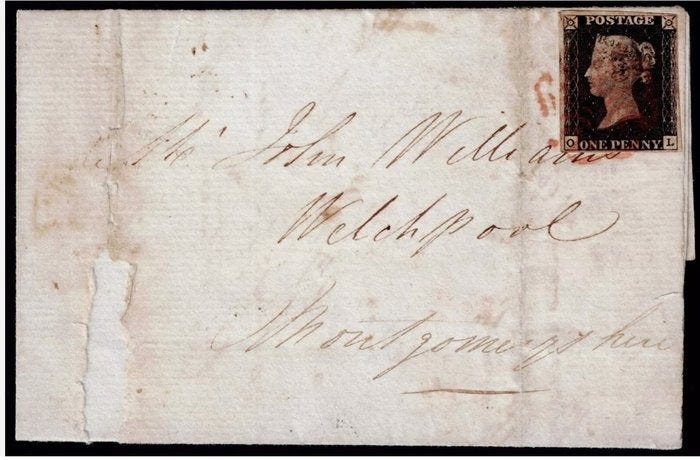 POSTAGE
O ONE PENNY L
Mr John Williams
Welchpool
Montgomeryshire